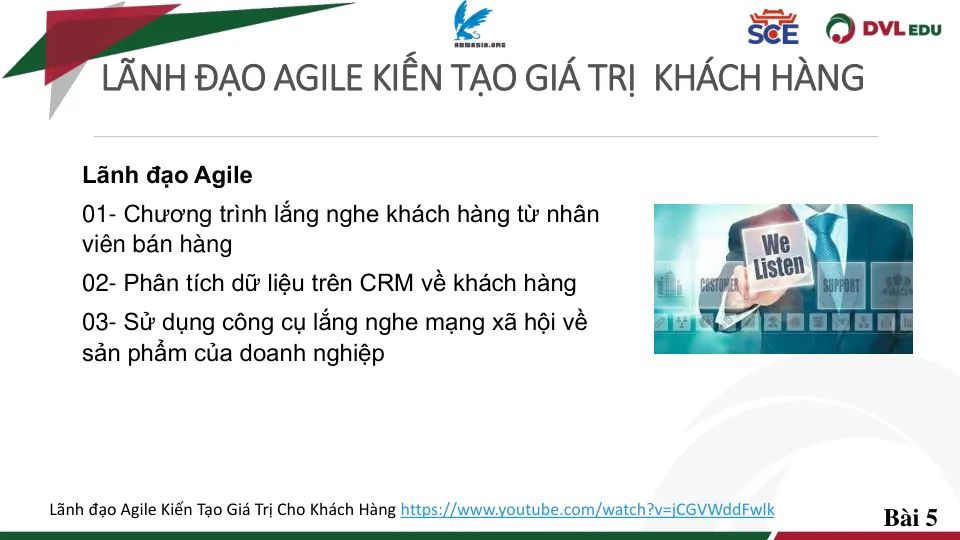 ARMASIA.ORG
SCE
DVL EDU
LÃNH ĐẠO AGILE KIẾN TẠO GIÁ TRỊ KHÁCH HÀNG
Lãnh đạo Agile
01- Chương trình lắng nghe khách hàng từ nhân
viên bán hàng
02- Phân tích dữ liệu trên CRM về khách hàng
03- Sử dụng công cụ lắng nghe mạng xã hội về
sản phẩm của doanh nghiệp
We
Listen
CUSTOMER
SUPPORT
Lãnh đạo Agile Kiến Tạo Giá Trị Cho Khách Hàng https://www.youtube.com/watch?v=jCGVWddFwlk
Bài 5